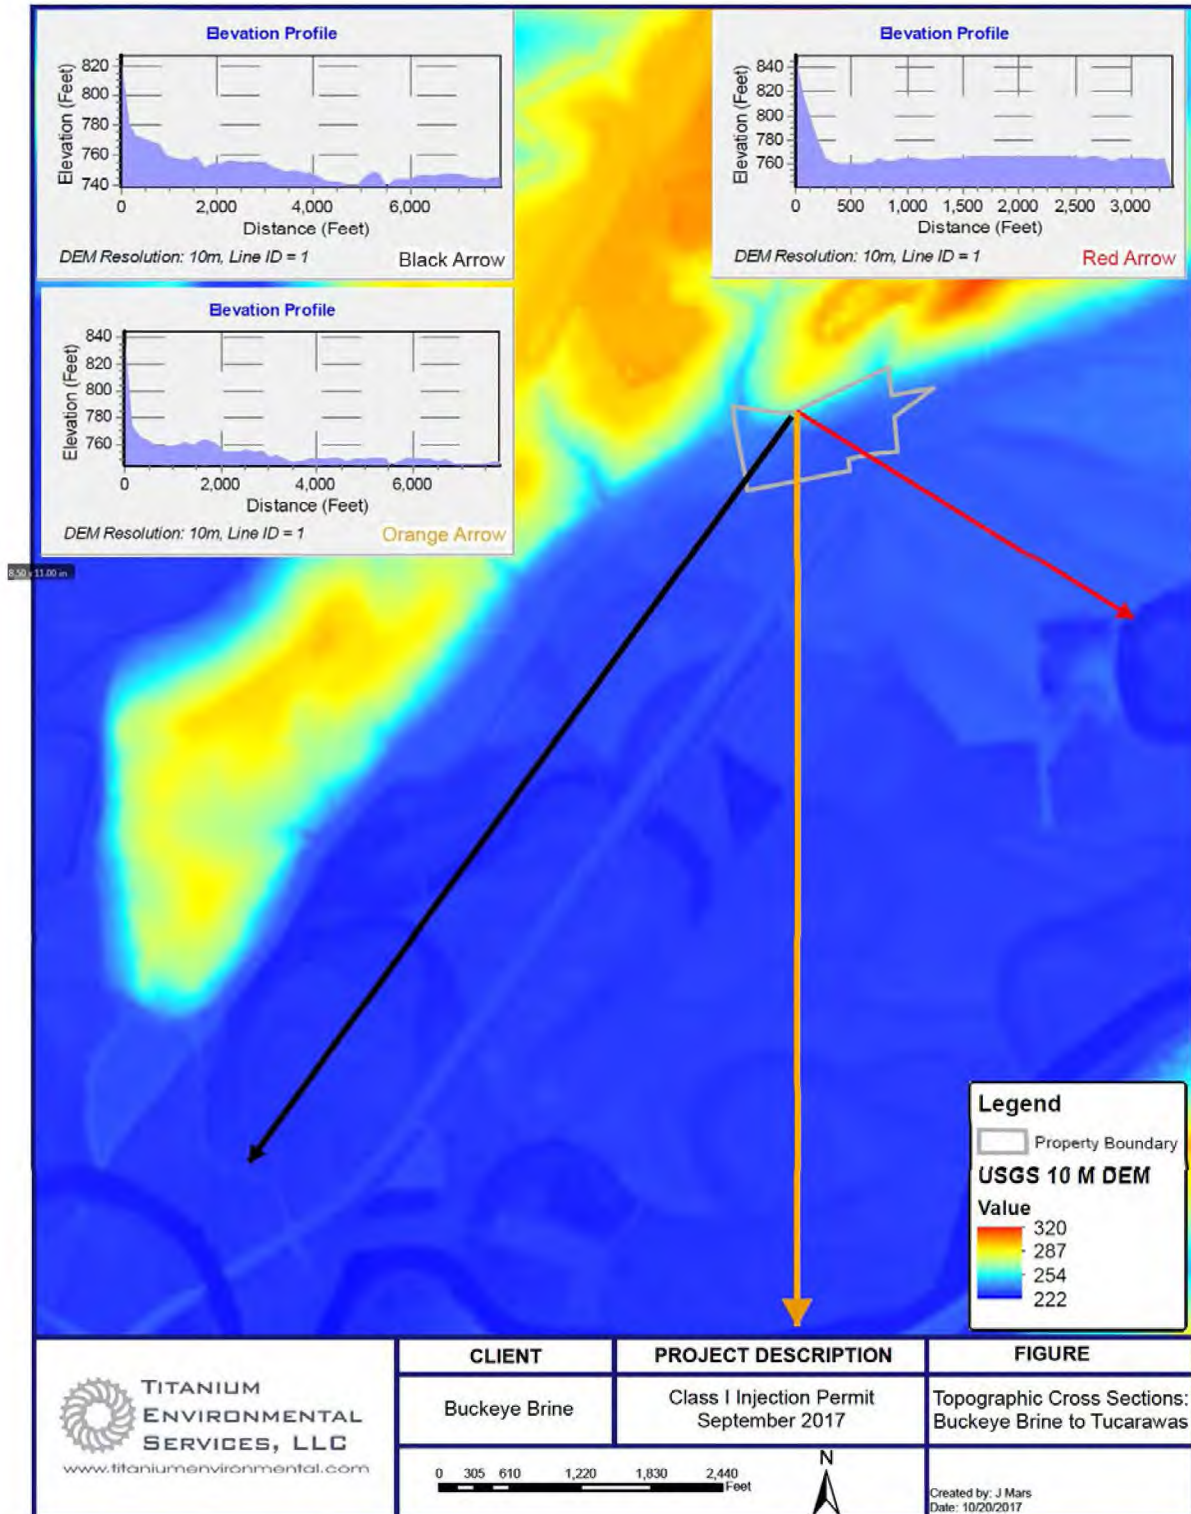 Elevation Profile
Elevation (Feet)
820
800
780
760
740
0 2,000 4,000 6,000
Distance (Feet)
DEM Resolution: 10m, Line ID = 1
Black Arrow
Elevation Profile
Elevation (Feet)
840
820
800
780
760
0 500 1,000 1,500 2,000 2,500 3,000
Distance (Feet)
DEM Resolution: 10m, Line ID = 1
Red Arrow
Elevation Profile
Elevation (Feet)
840
820
800
780
760
0 2,000 4,000 6,000
Distance (Feet)
DEM Resolution: 10m, Line ID = 1
Orange Arrow
8.50 x 11.00 in
Legend
Property Boundary
USGS 10 M DEM
Value
320
287
254
222
TITANIUM
ENVIRONMENTAL
SERVICES, LLC
www.titaniumenvironmental.com
CLIENT
Buckeye Brine
PROJECT DESCRIPTION
Class I Injection Permit
September 2017
FIGURE
Topographic Cross Sections:
Buckeye Brine to Tucarawas
0 305 610 1,220 1,830 2,440
Feet
N
Created by: J Mars
Date: 10/20/2017